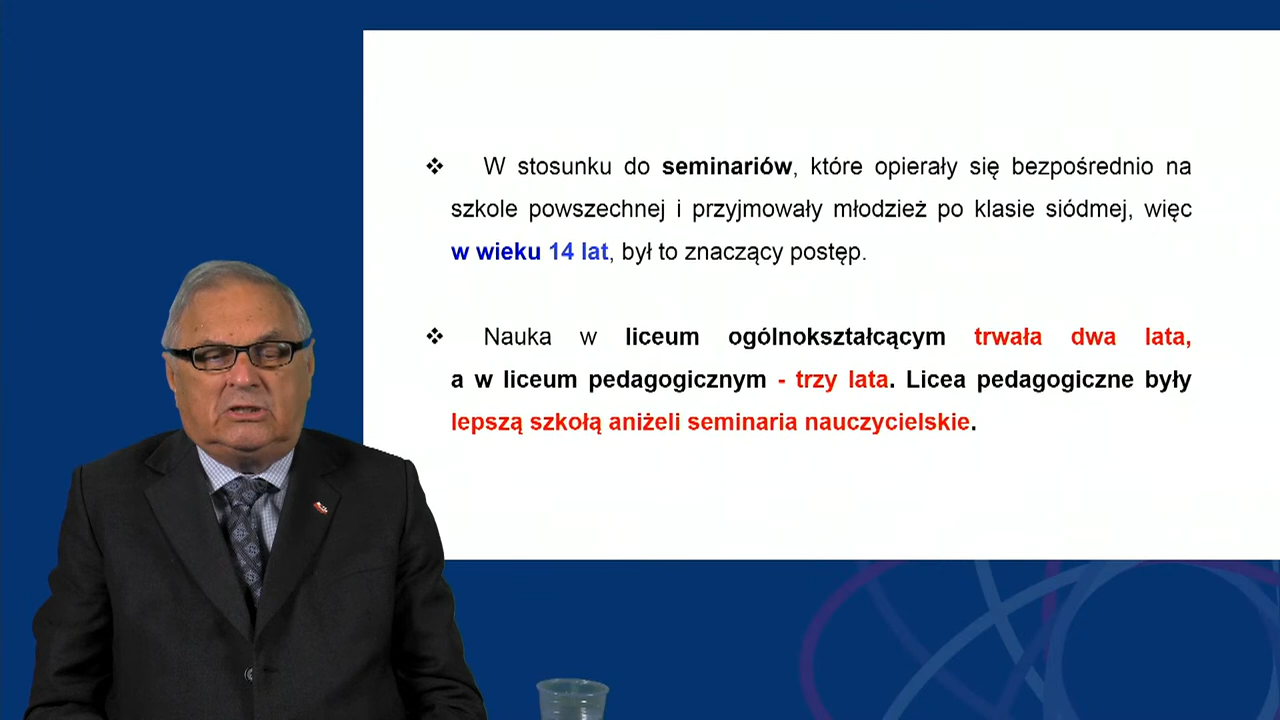 ❖ W stosunku do seminariów, które opierały się bezpośrednio na
szkole powszechnej i przyjmowały młodzież po klasie siódmej, więc
w wieku 14 lat, był to znaczący postęp.
❖ Nauka w liceum ogólnokształcącym trwała dwa lata,
a w liceum pedagogicznym - trzy lata. Licea pedagogiczne były
lepszą szkołą aniżeli seminaria nauczycielskie.